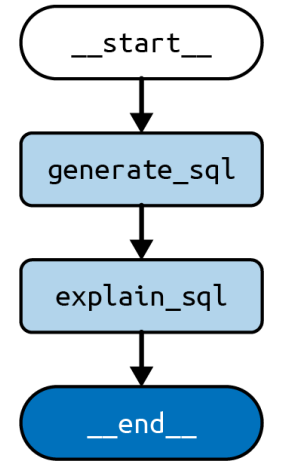 __start__
generate_sql
explain_sql
__end__